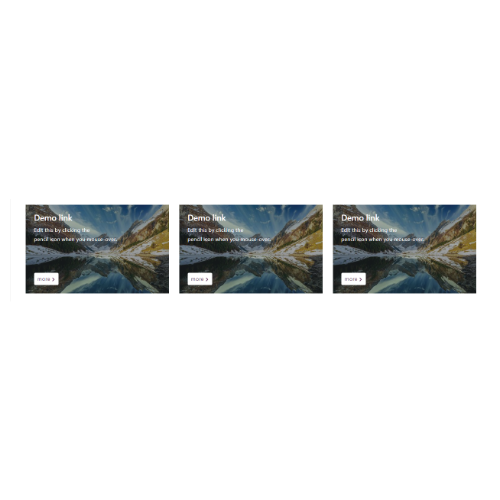 Demo link
Edit this by clicking the
pencil icon when you mouse-over.
more >
Demo link
Edit this by clicking the
pencil icon when you mouse-over.
more >
Demo link
Edit this by clicking the
pencil icon when you mouse-over.
more >